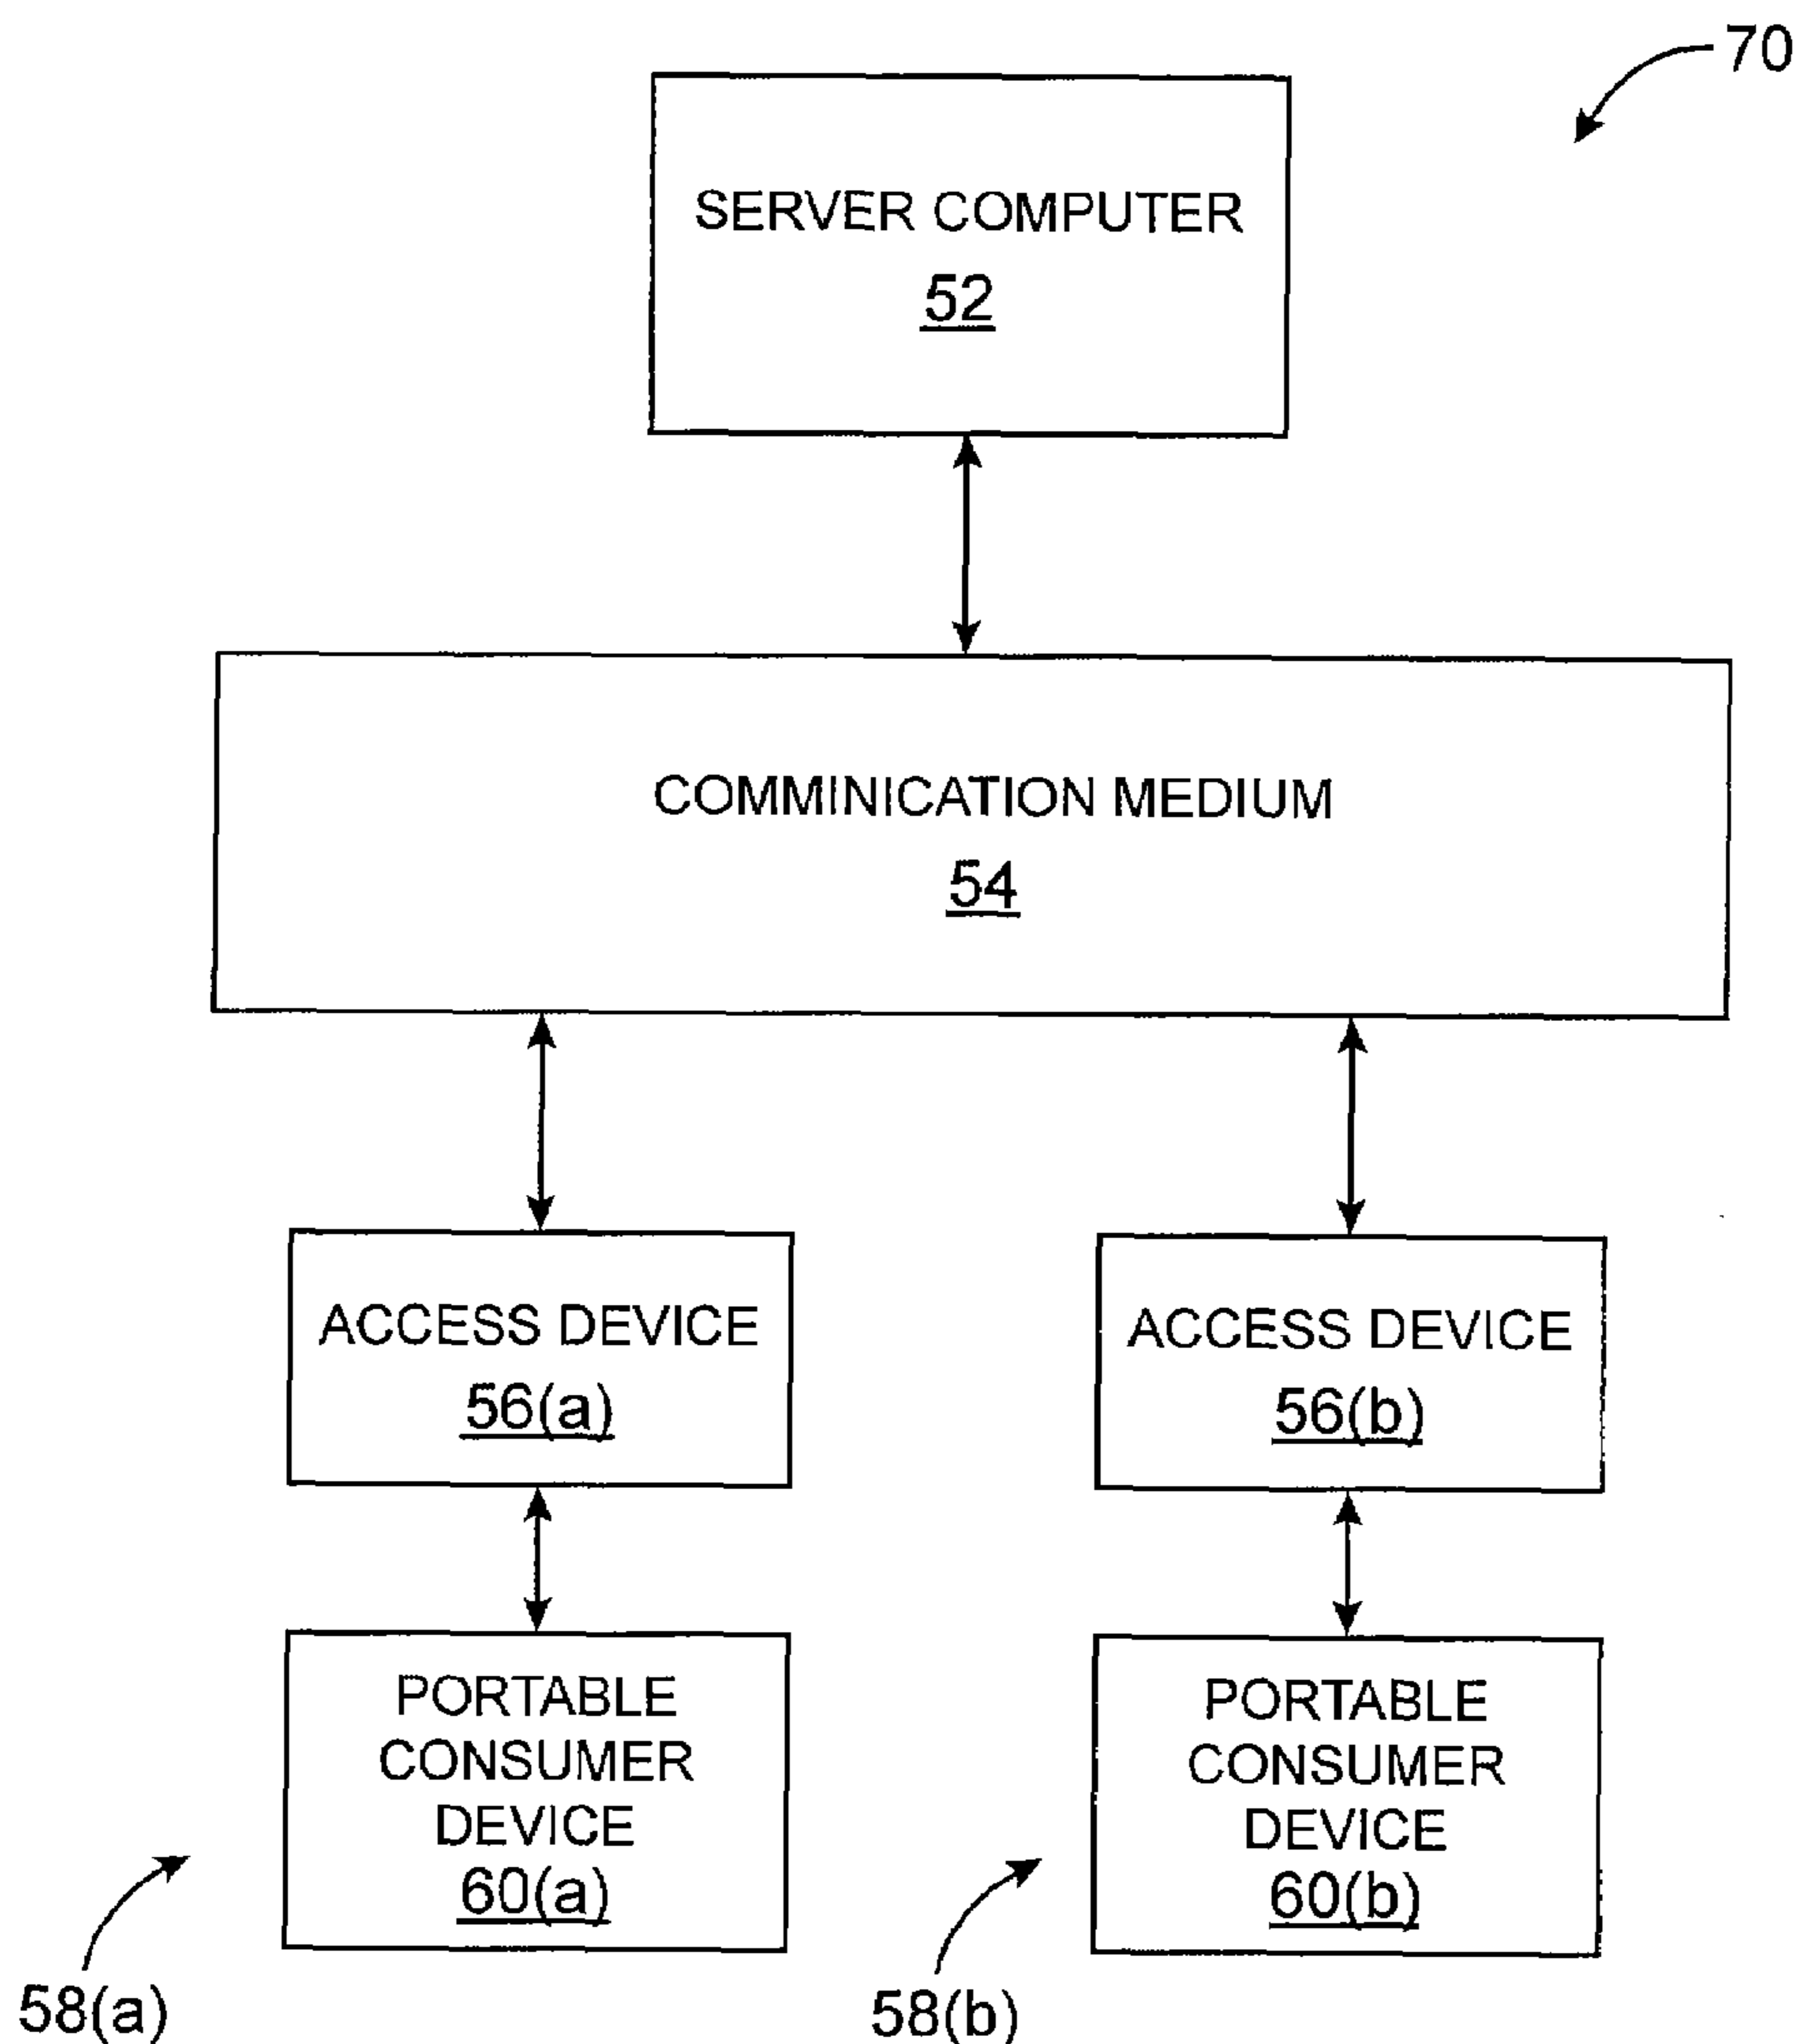 70
SERVER COMPUTER
52
COMMINICATION MEDIUM
54
ACCESS DEVICE
56(a)
ACCESS DEVICE
56(b)
PORTABLE
CONSUMER
DEVICE
60(a)
PORTABLE
CONSUMER
DEVICE
60(b)
58(a)
58(b)